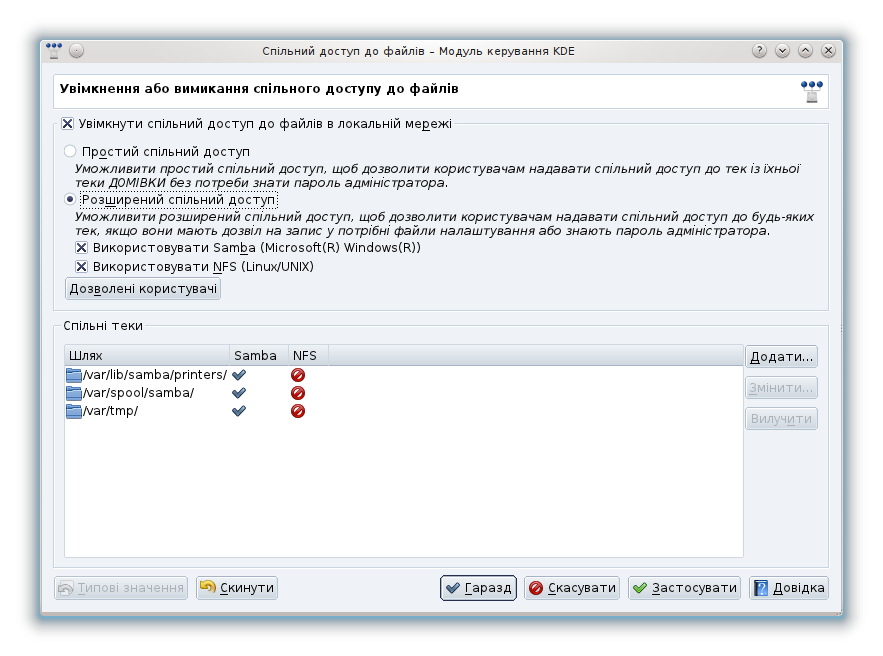 Спільний доступ до файлів – Модуль керування KDE
Увімкнення або вимикання спільного доступу до файлів
Увімкнути спільний доступ до файлів в локальній мережі
Простий спільний доступ
Уможливити простий спільний доступ, щоб дозволити користувачам надавати спільний доступ до тек із їхньої
теки ДОМІВКИ без потреби знати пароль адміністратора.
Розширений спільний доступ
Уможливити розширений спільний доступ, щоб дозволити користувачам надавати спільний доступ до будь-яких
тек, якщо вони мають дозвіл на запис у потрібні файли налаштування або знають пароль адміністратора.
Використовувати Samba (Microsoft(R) Windows(R))
Використовувати NFS (Linux/UNIX)
Дозволені користувачі
Спільні теки
Шлях Samba NFS
/var/lib/samba/printers/
/var/spool/samba/
/var/tmp/
Додати...
Змінити...
Вилучити
Типові значення Скинути Гаразд Скасувати Застосувати Довідка